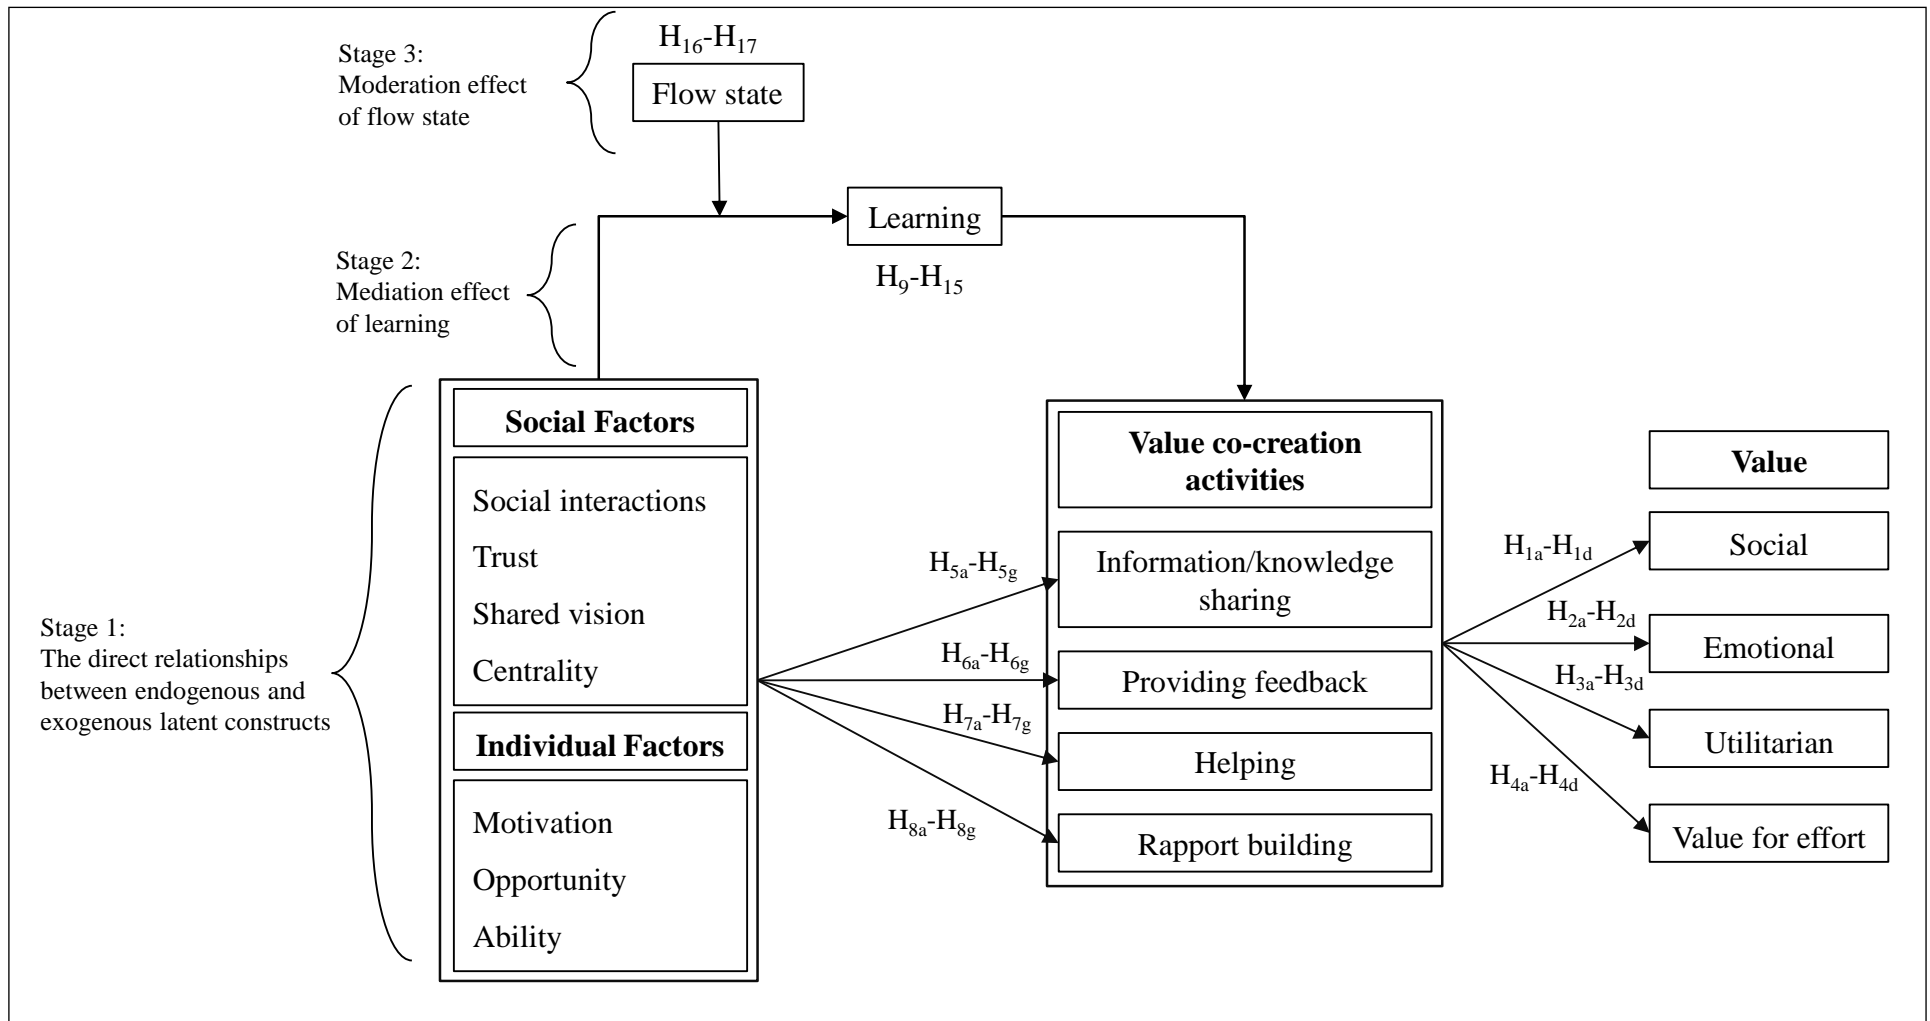 Stage 3:
Moderation effect
of flow state
H16-H17
Flow state
Learning
H9-H15
Stage 2:
Mediation effect
of learning
Stage 1:
The direct relationships
between endogenous and
exogenous latent constructs
Social Factors
Social interactions
Trust
Shared vision
Centrality
Individual Factors
Motivation
Opportunity
Ability
H5a-H5g
H6a-H6g
H7a-H7g
H8a-H8g
Value co-creation
activities
Information/knowledge
sharing
Providing feedback
Helping
Rapport building
H1a-H1d
H2a-H2d
H3a-H3d
H4a-H4d
Value
Social
Emotional
Utilitarian
Value for effort